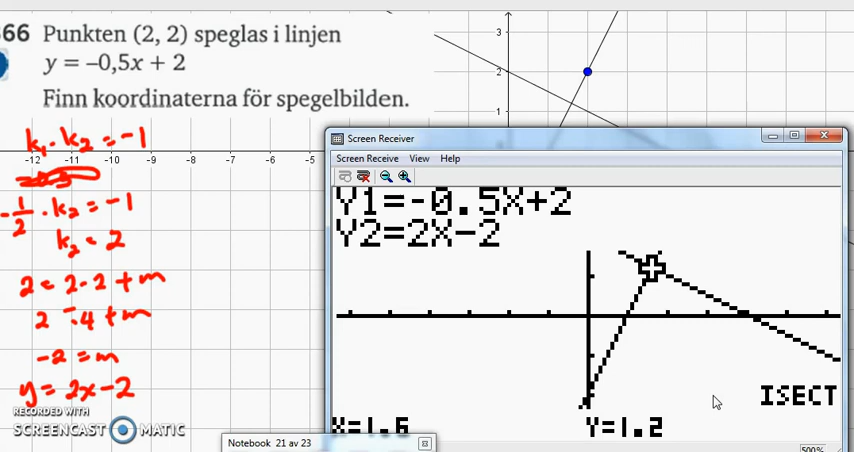 66 Punkten (2, 2) speglas i linjen
y = –0,5x + 2
Finn koordinaterna för spegelbilden.
k₁ · k₂ = -1
-1/2 · k₂ = -1
k₂ = 2
2 = 2·2 + m
2 = 4 + m
-2 = m
y = 2x - 2
-12 -11 -10 -9 -8 -7 -6 -5
3
2
1
Screen Receiver
Screen Receive View Help
Y1=-0.5X+2
Y2=2X-2
ISECT
X=1.6 Y=1.2
500%
RECORDED WITH
SCREENCAST MATIC
Notebook 21 av 23